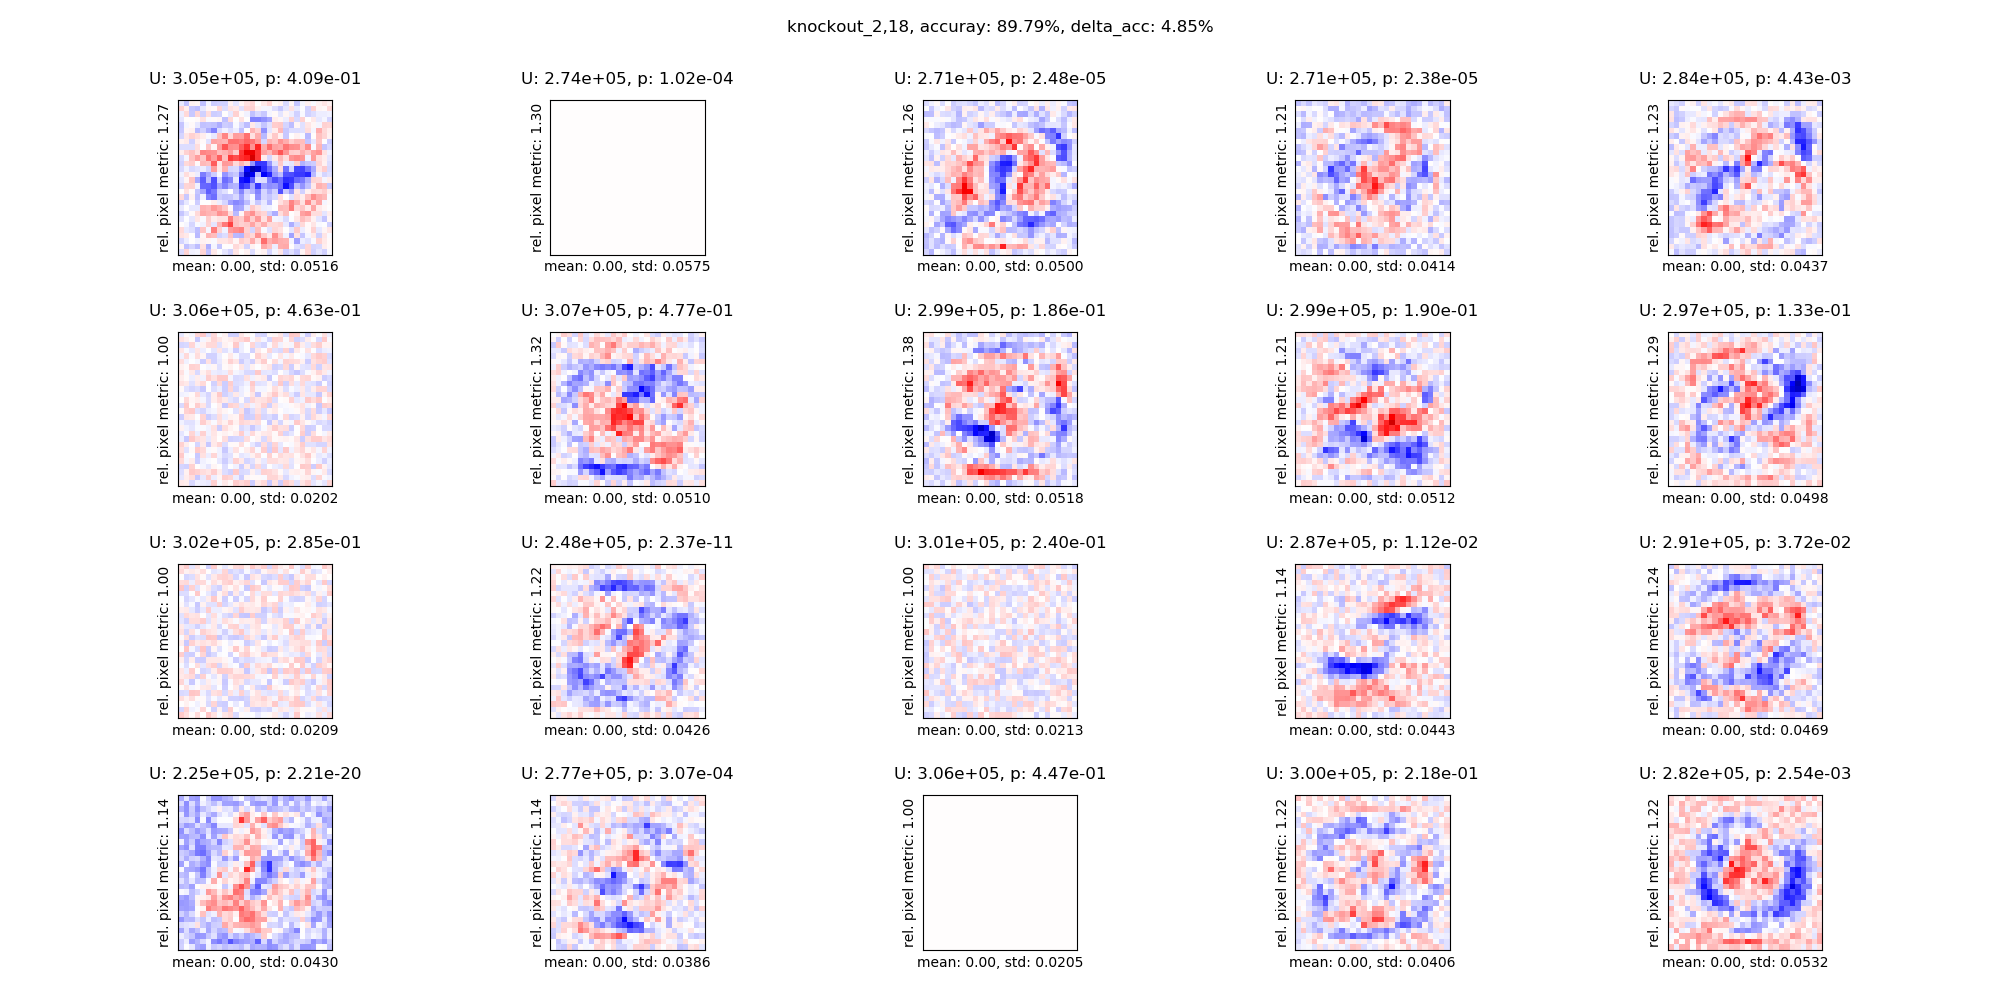 knockout_2,18, accuray: 89.79%, delta_acc: 4.85%
U: 3.05e+05, p: 4.09e-01
rel. pixel metric: 1.27
mean: 0.00, std: 0.0516
U: 2.74e+05, p: 1.02e-04
rel. pixel metric: 1.30
mean: 0.00, std: 0.0575
U: 2.71e+05, p: 2.48e-05
rel. pixel metric: 1.26
mean: 0.00, std: 0.0500
U: 2.71e+05, p: 2.38e-05
rel. pixel metric: 1.21
mean: 0.00, std: 0.0414
U: 2.84e+05, p: 4.43e-03
rel. pixel metric: 1.23
mean: 0.00, std: 0.0437
U: 3.06e+05, p: 4.63e-01
rel. pixel metric: 1.00
mean: 0.00, std: 0.0202
U: 3.07e+05, p: 4.77e-01
rel. pixel metric: 1.32
mean: 0.00, std: 0.0510
U: 2.99e+05, p: 1.86e-01
rel. pixel metric: 1.38
mean: 0.00, std: 0.0518
U: 2.99e+05, p: 1.90e-01
rel. pixel metric: 1.21
mean: 0.00, std: 0.0512
U: 2.97e+05, p: 1.33e-01
rel. pixel metric: 1.29
mean: 0.00, std: 0.0498
U: 3.02e+05, p: 2.85e-01
rel. pixel metric: 1.00
mean: 0.00, std: 0.0209
U: 2.48e+05, p: 2.37e-11
rel. pixel metric: 1.22
mean: 0.00, std: 0.0426
U: 3.01e+05, p: 2.40e-01
rel. pixel metric: 1.00
mean: 0.00, std: 0.0213
U: 2.87e+05, p: 1.12e-02
rel. pixel metric: 1.14
mean: 0.00, std: 0.0443
U: 2.91e+05, p: 3.72e-02
rel. pixel metric: 1.24
mean: 0.00, std: 0.0469
U: 2.25e+05, p: 2.21e-20
rel. pixel metric: 1.14
mean: 0.00, std: 0.0430
U: 2.77e+05, p: 3.07e-04
rel. pixel metric: 1.14
mean: 0.00, std: 0.0386
U: 3.06e+05, p: 4.47e-01
rel. pixel metric: 1.00
mean: 0.00, std: 0.0205
U: 3.00e+05, p: 2.18e-01
rel. pixel metric: 1.22
mean: 0.00, std: 0.0406
U: 2.82e+05, p: 2.54e-03
rel. pixel metric: 1.22
mean: 0.00, std: 0.0532